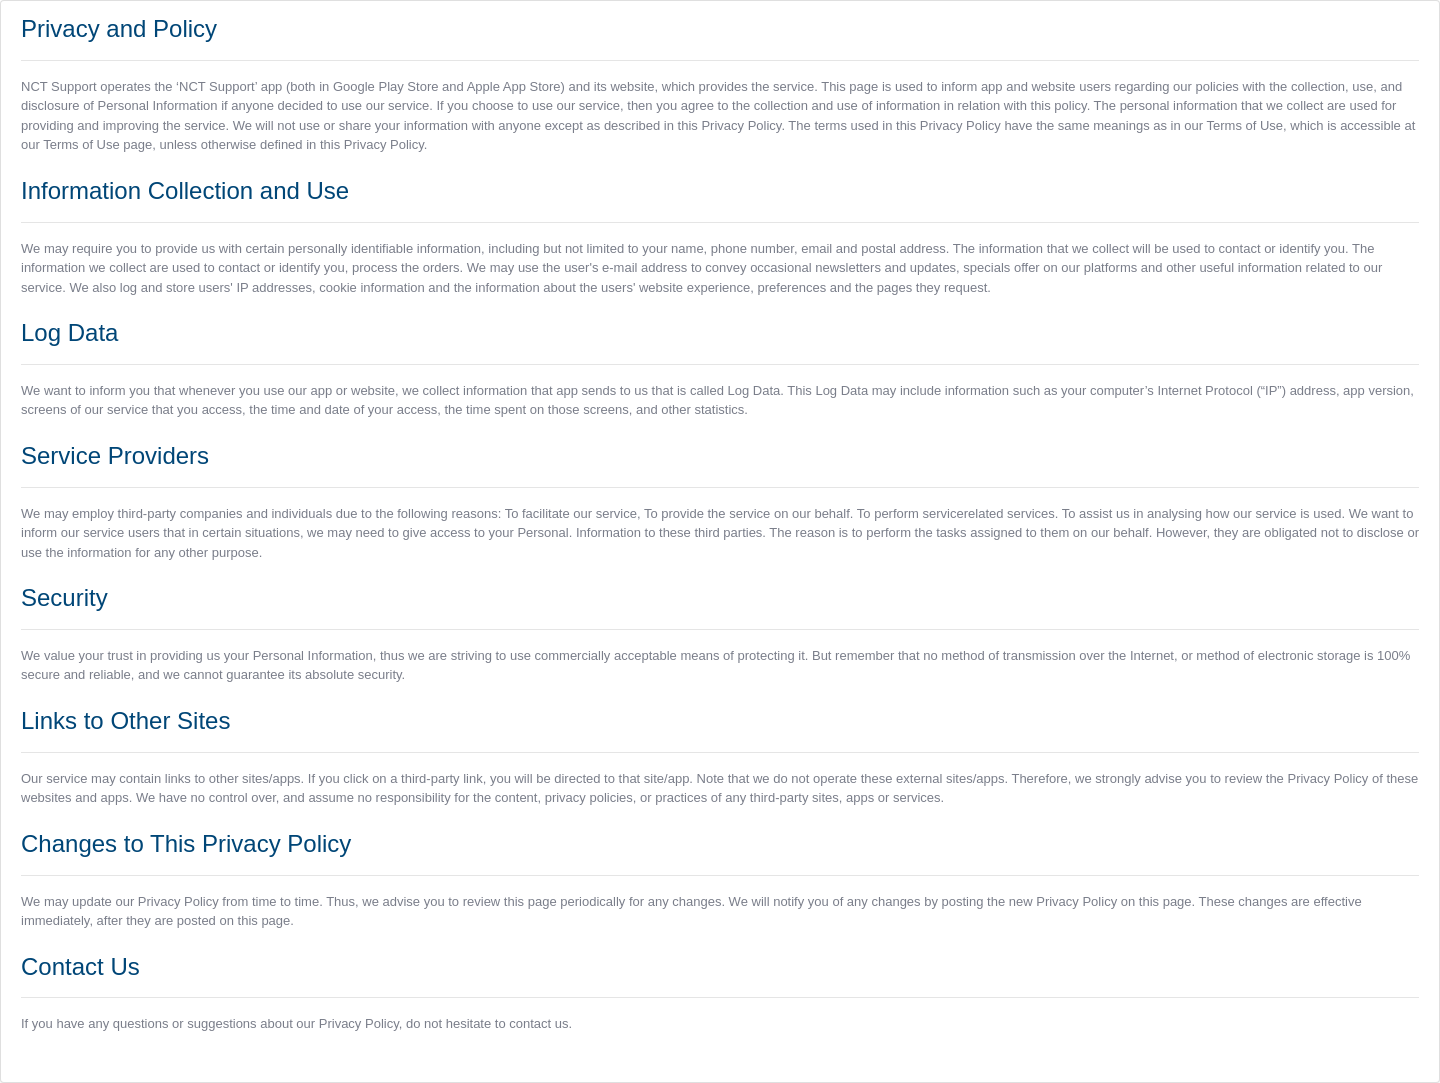 Privacy and Policy
NCT Support operates the ‘NCT Support’ app (both in Google Play Store and Apple App Store) and its website, which provides the service. This page is used to inform app and website users regarding our policies with the collection, use, and
disclosure of Personal Information if anyone decided to use our service. If you choose to use our service, then you agree to the collection and use of information in relation with this policy. The personal information that we collect are used for
providing and improving the service. We will not use or share your information with anyone except as described in this Privacy Policy. The terms used in this Privacy Policy have the same meanings as in our Terms of Use, which is accessible at
our Terms of Use page, unless otherwise defined in this Privacy Policy.
Information Collection and Use
We may require you to provide us with certain personally identifiable information, including but not limited to your name, phone number, email and postal address. The information that we collect will be used to contact or identify you. The
information we collect are used to contact or identify you, process the orders. We may use the user's e-mail address to convey occasional newsletters and updates, specials offer on our platforms and other useful information related to our
service. We also log and store users' IP addresses, cookie information and the information about the users' website experience, preferences and the pages they request.
Log Data
We want to inform you that whenever you use our app or website, we collect information that app sends to us that is called Log Data. This Log Data may include information such as your computer’s Internet Protocol (“IP”) address, app version,
screens of our service that you access, the time and date of your access, the time spent on those screens, and other statistics.
Service Providers
We may employ third-party companies and individuals due to the following reasons: To facilitate our service, To provide the service on our behalf. To perform servicerelated services. To assist us in analysing how our service is used. We want to
inform our service users that in certain situations, we may need to give access to your Personal. Information to these third parties. The reason is to perform the tasks assigned to them on our behalf. However, they are obligated not to disclose or
use the information for any other purpose.
Security
We value your trust in providing us your Personal Information, thus we are striving to use commercially acceptable means of protecting it. But remember that no method of transmission over the Internet, or method of electronic storage is 100%
secure and reliable, and we cannot guarantee its absolute security.
Links to Other Sites
Our service may contain links to other sites/apps. If you click on a third-party link, you will be directed to that site/app. Note that we do not operate these external sites/apps. Therefore, we strongly advise you to review the Privacy Policy of these
websites and apps. We have no control over, and assume no responsibility for the content, privacy policies, or practices of any third-party sites, apps or services.
Changes to This Privacy Policy
We may update our Privacy Policy from time to time. Thus, we advise you to review this page periodically for any changes. We will notify you of any changes by posting the new Privacy Policy on this page. These changes are effective
immediately, after they are posted on this page.
Contact Us
If you have any questions or suggestions about our Privacy Policy, do not hesitate to contact us.